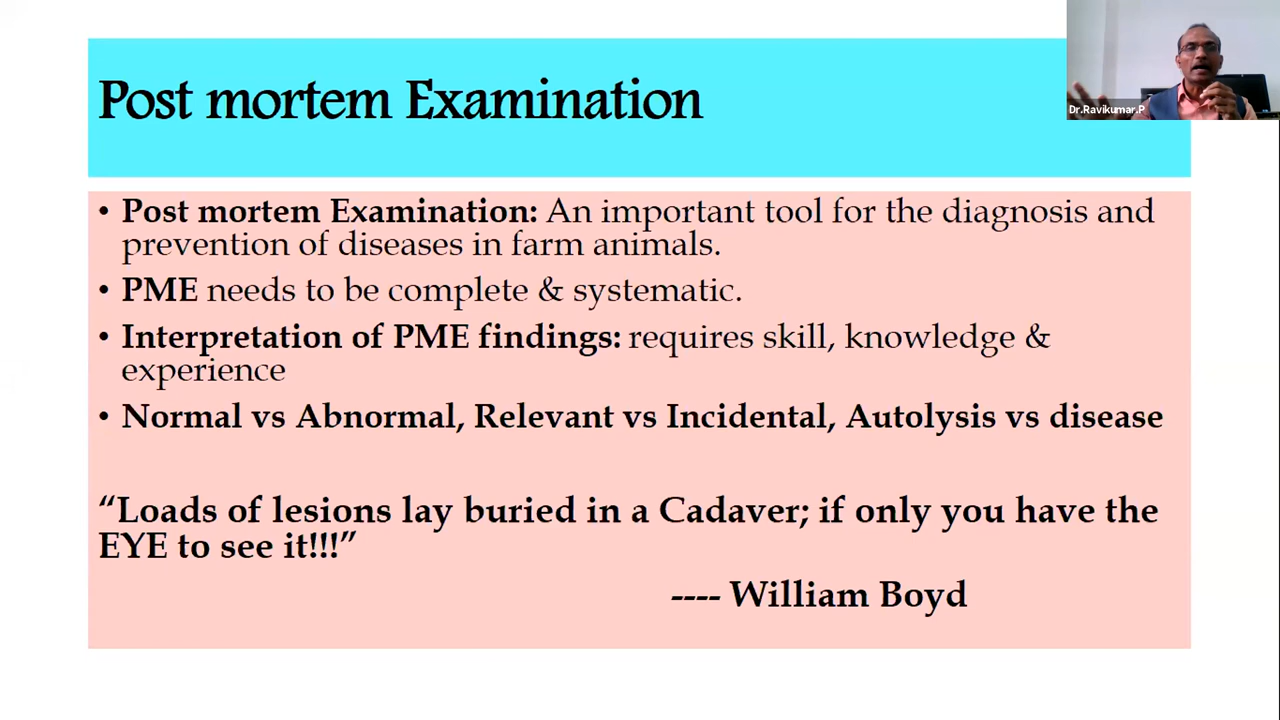 Post mortem Examination
Dr.Ravikumar.P
• Post mortem Examination: An important tool for the diagnosis and
prevention of diseases in farm animals.
• PME needs to be complete & systematic.
• Interpretation of PME findings: requires skill, knowledge &
experience
• Normal vs Abnormal, Relevant vs Incidental, Autolysis vs disease
“Loads of lesions lay buried in a Cadaver; if only you have the
EYE to see it!!!”
---- William Boyd